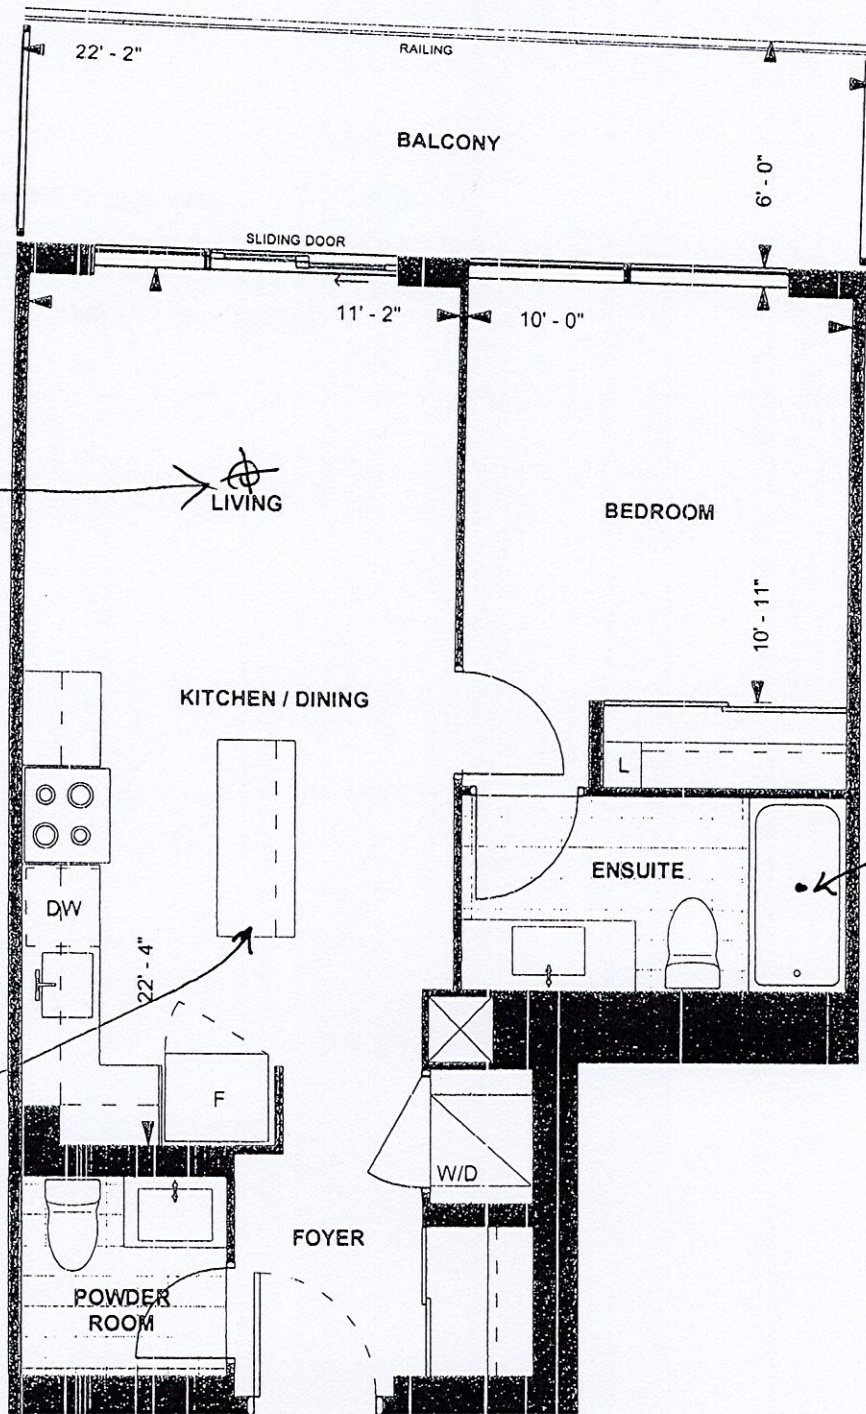 RAILING
22' - 2"
BALCONY
6' - 0"
SLIDING DOOR
11' - 2"
10' - 0"
LIVING
BEDROOM
10' - 11"
KITCHEN / DINING
L
ENSUITE
DW
22' - 4"
F
W/D
FOYER
POWDER
ROOM